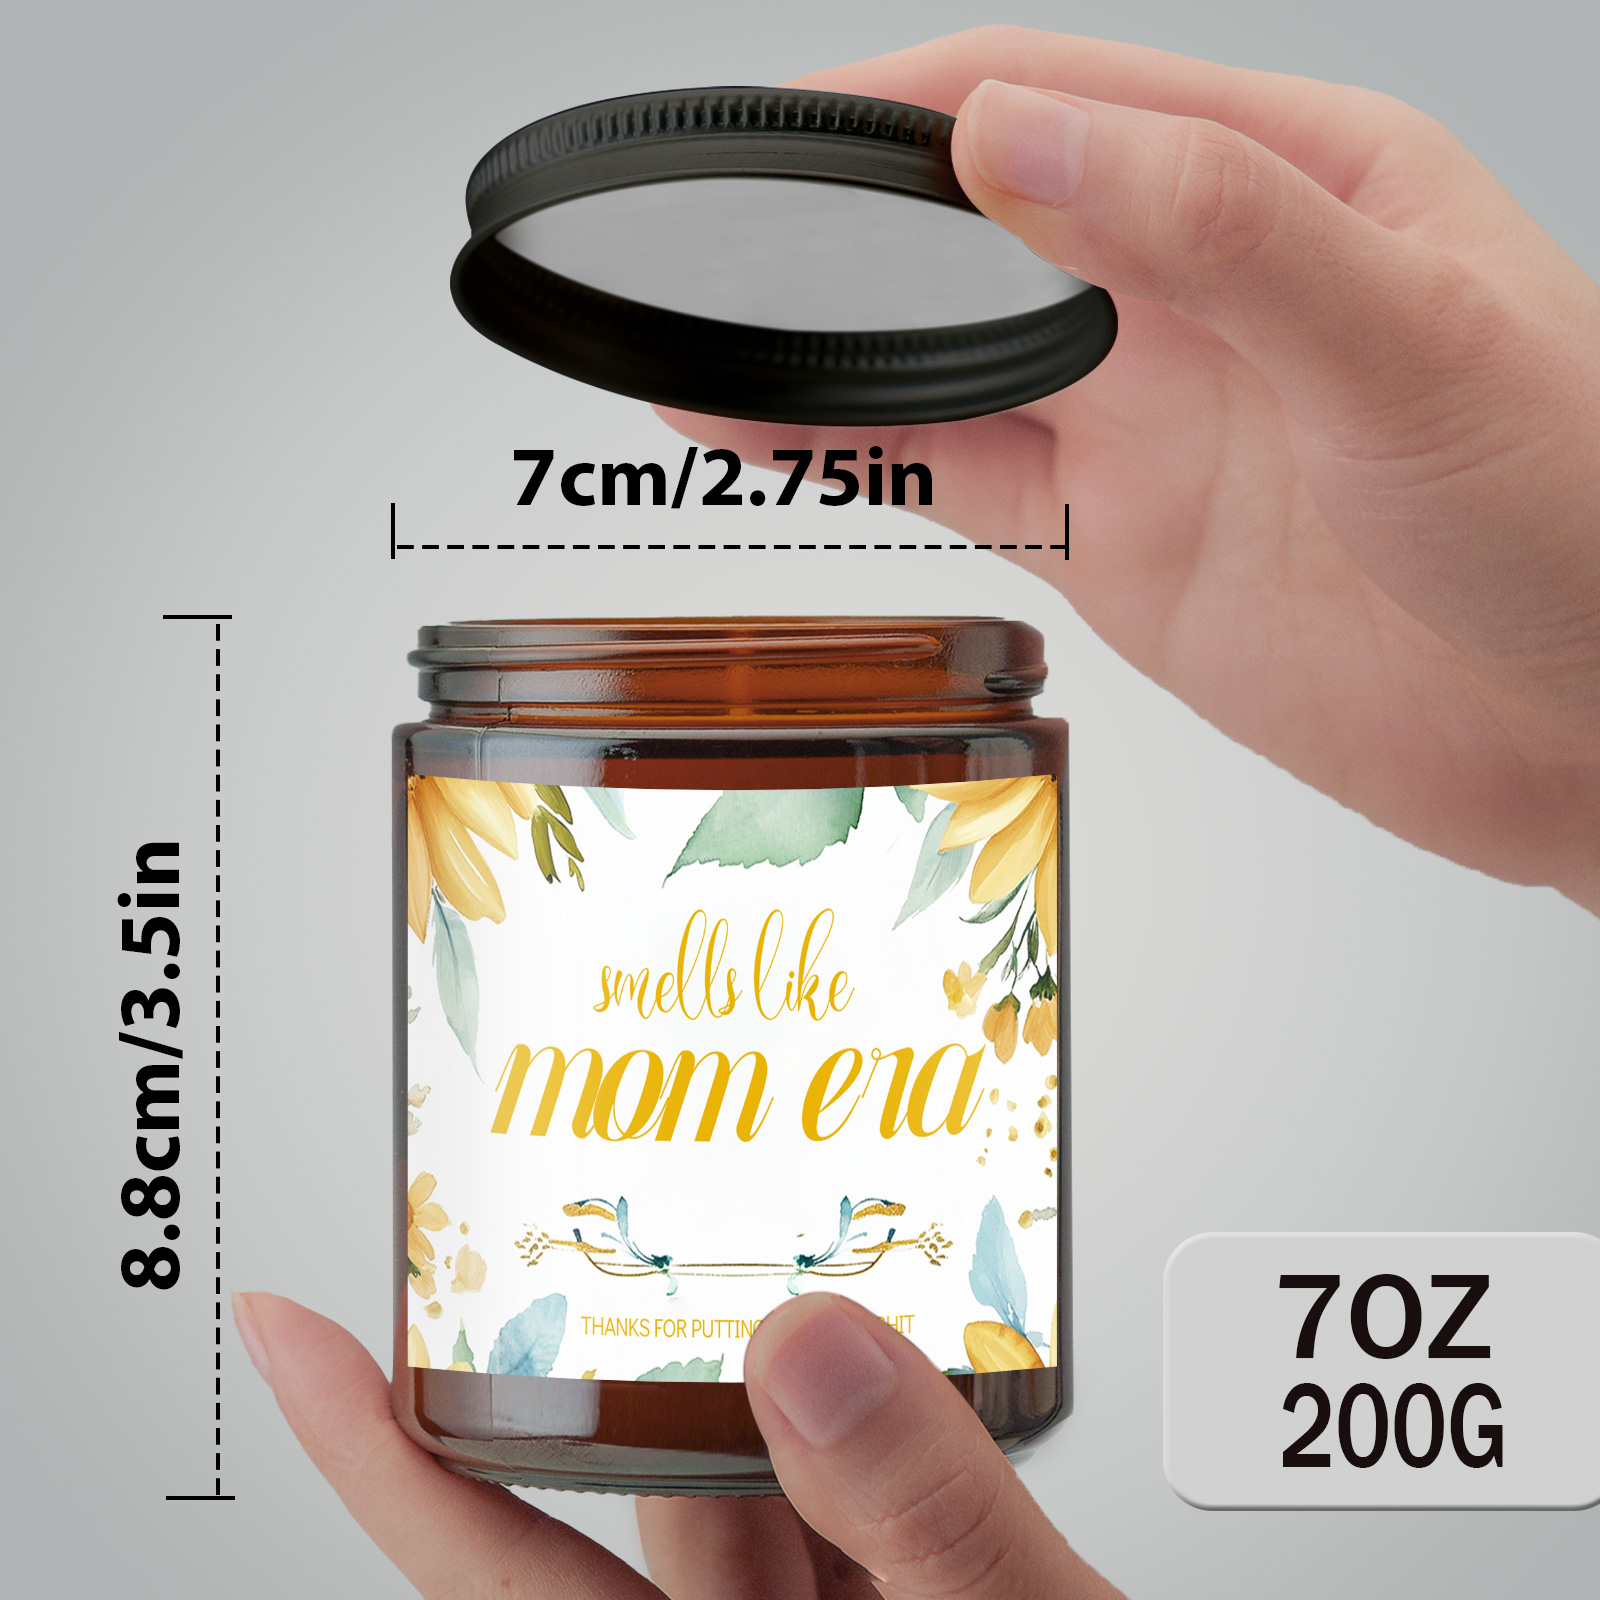 7cm/2.75in
8.8cm/3.5in
smells like
mom era
THANKS FOR PUTTING
7OZ
200G